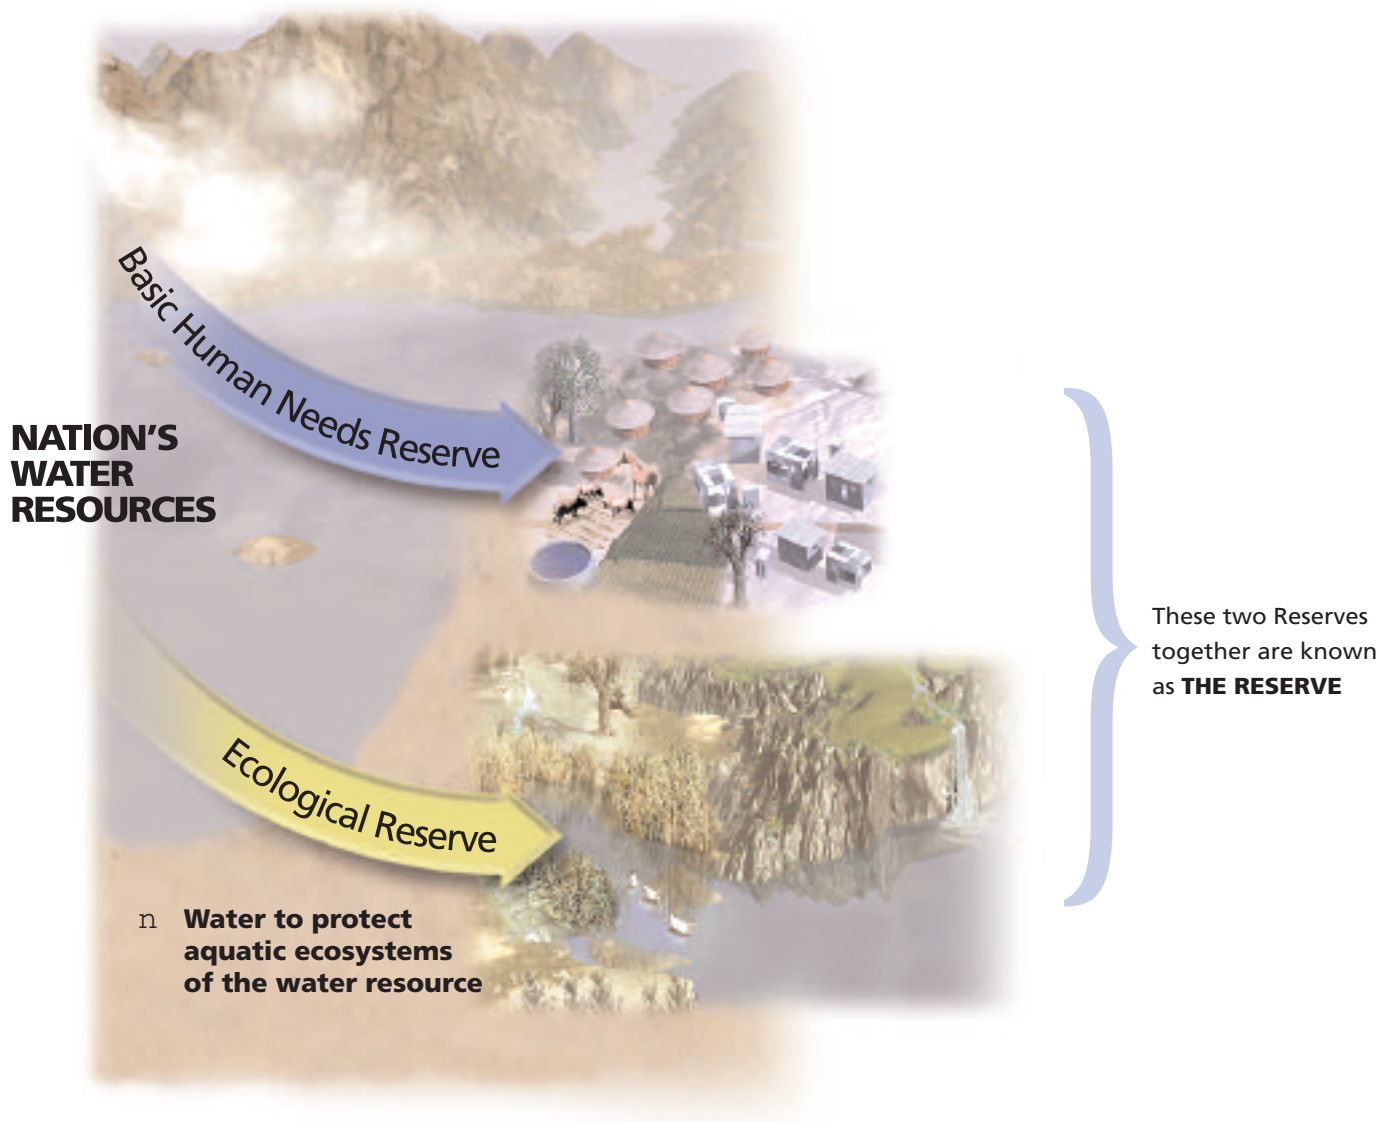 Basic Human Needs Reserve
NATION'S
WATER
RESOURCES
These two Reserves
together are known
as THE RESERVE
Ecological Reserve
n Water to protect
aquatic ecosystems
of the water resource